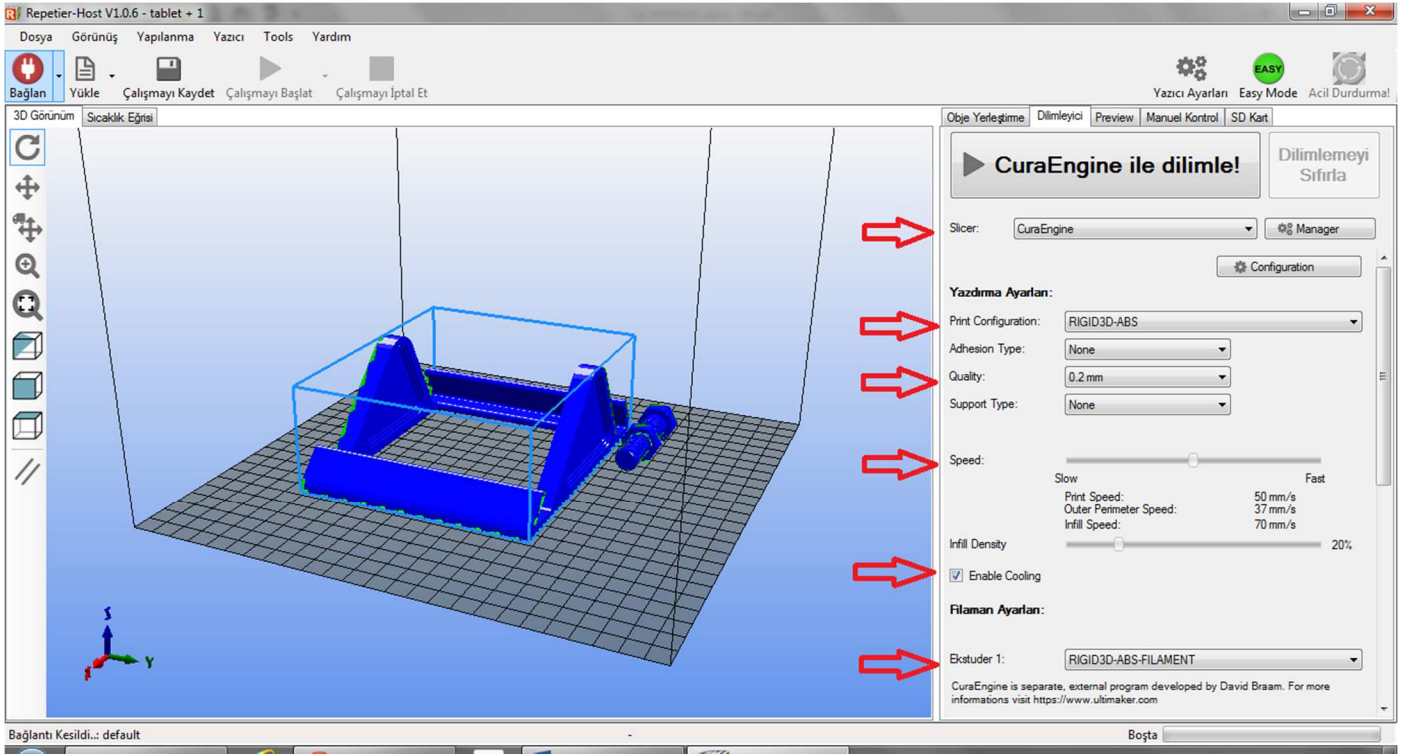 Repetier-Host V1.0.6 - tablet + 1
Dosya Görünüş Yapılanma Yazıcı Tools Yardım
Bağlan Yükle Çalışmayı Kaydet Çalışmayı Başlat Çalışmayı İptal Et
EASY
Yazıcı Ayarları Easy Mode Acil Durdurma!
3D Görünüm Sıcaklık Eğrisi
Obje Yerleştirme Dilimleyici Preview Manuel Kontrol SD Kart
CuraEngine ile dilimle!
Dilimlemeyi
Sıfırla
Slicer: CuraEngine Manager
Configuration
Yazdırma Ayarları:
Print Configuration: RIGID3D-ABS
Adhesion Type: None
Quality: 0.2 mm
Support Type: None
Speed:
Slow Fast
Print Speed: 50 mm/s
Outer Perimeter Speed: 37 mm/s
Infill Speed: 70 mm/s
Infill Density 20%
Enable Cooling
Filaman Ayarları:
Ekstuder 1: RIGID3D-ABS-FILAMENT
CuraEngine is separate, external program developed by David Braam. For more
informations visit https://www.ultimaker.com
Y
Bağlantı Kesildi..: default - Boşta